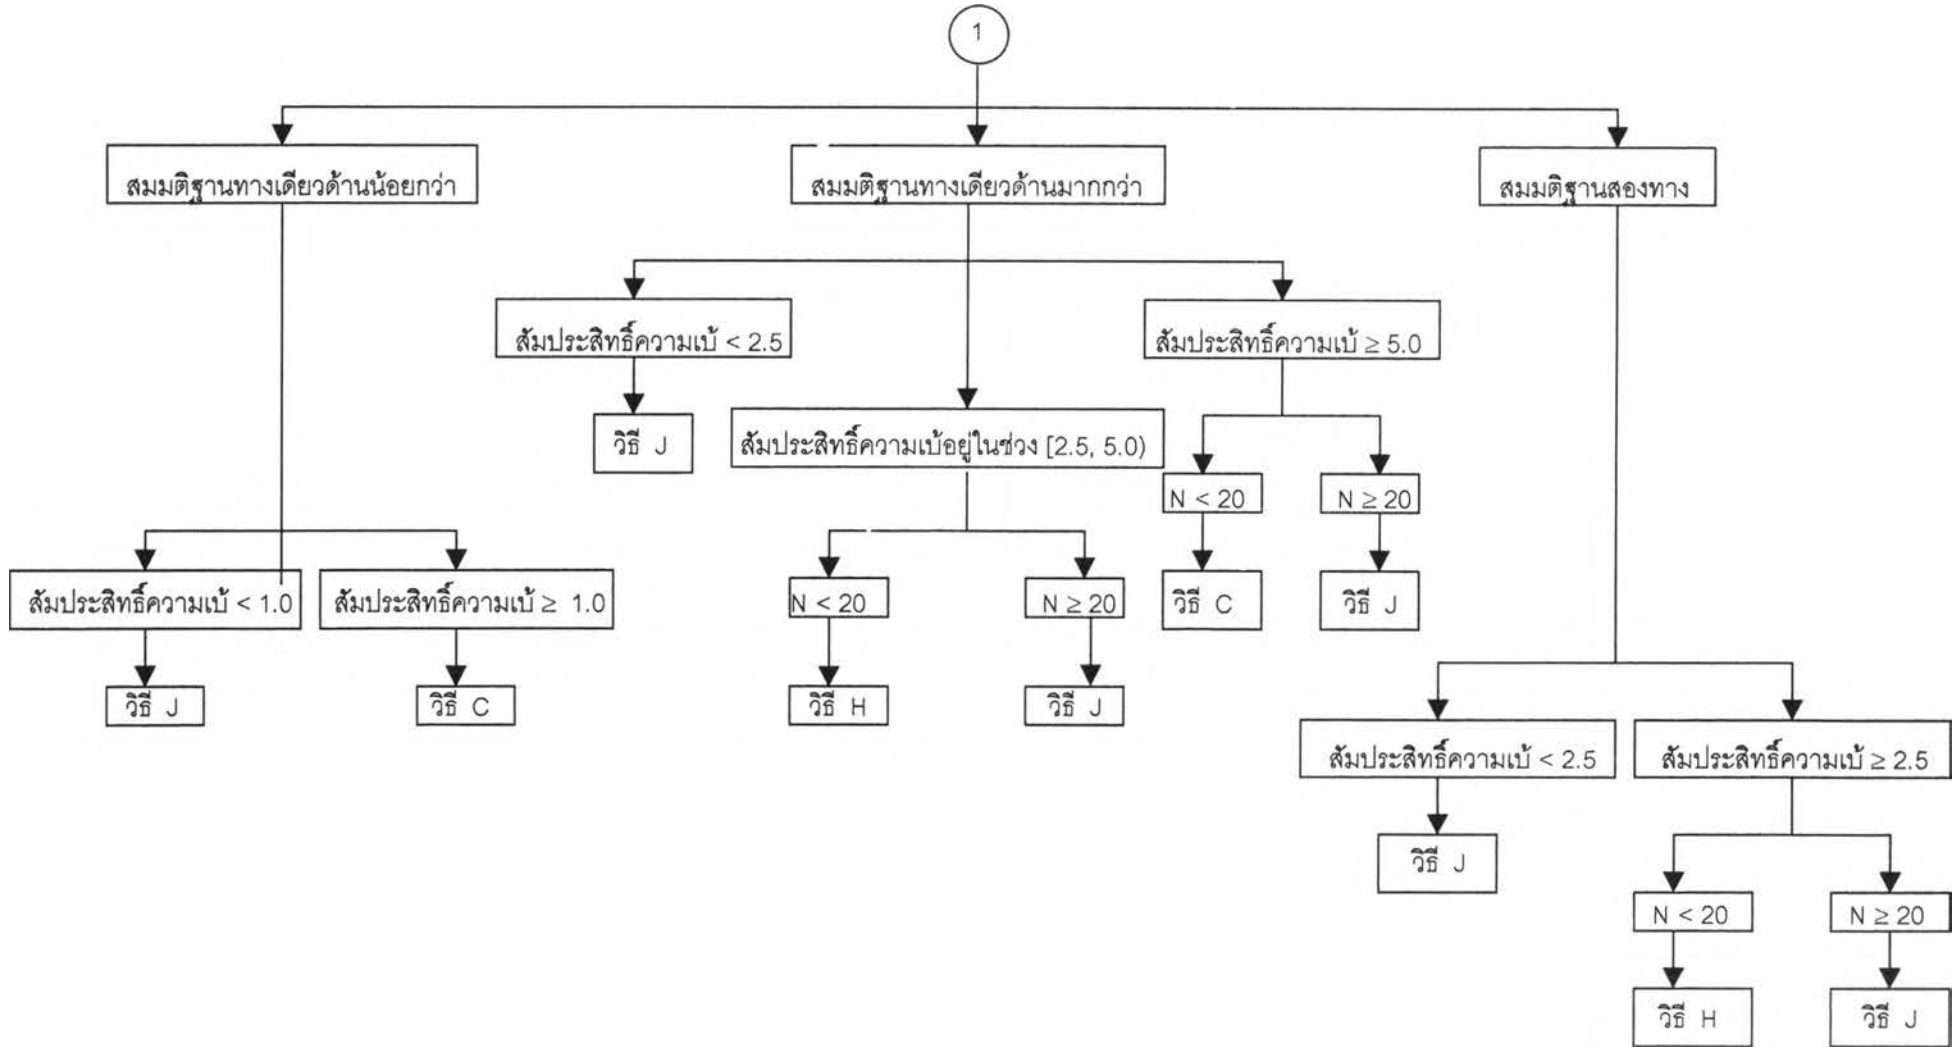 1
สมมติฐานทางเดียวด้านน้อยกว่า
สมมติฐานทางเดียวด้านมากกว่า
สมมติฐานสองทาง
สัมประสิทธิ์ความเบ้ < 2.5
สัมประสิทธิ์ความเบ้ ≥ 5.0
วิธี J
สัมประสิทธิ์ความเบ้อยู่ในช่วง [2.5, 5.0)
N < 20
N ≥ 20
สัมประสิทธิ์ความเบ้ < 1.0
สัมประสิทธิ์ความเบ้ ≥ 1.0
N < 20
N ≥ 20
วิธี C
วิธี J
วิธี J
วิธี C
วิธี H
วิธี J
สัมประสิทธิ์ความเบ้ < 2.5
สัมประสิทธิ์ความเบ้ ≥ 2.5
วิธี J
N < 20
N ≥ 20
วิธี H
วิธี J